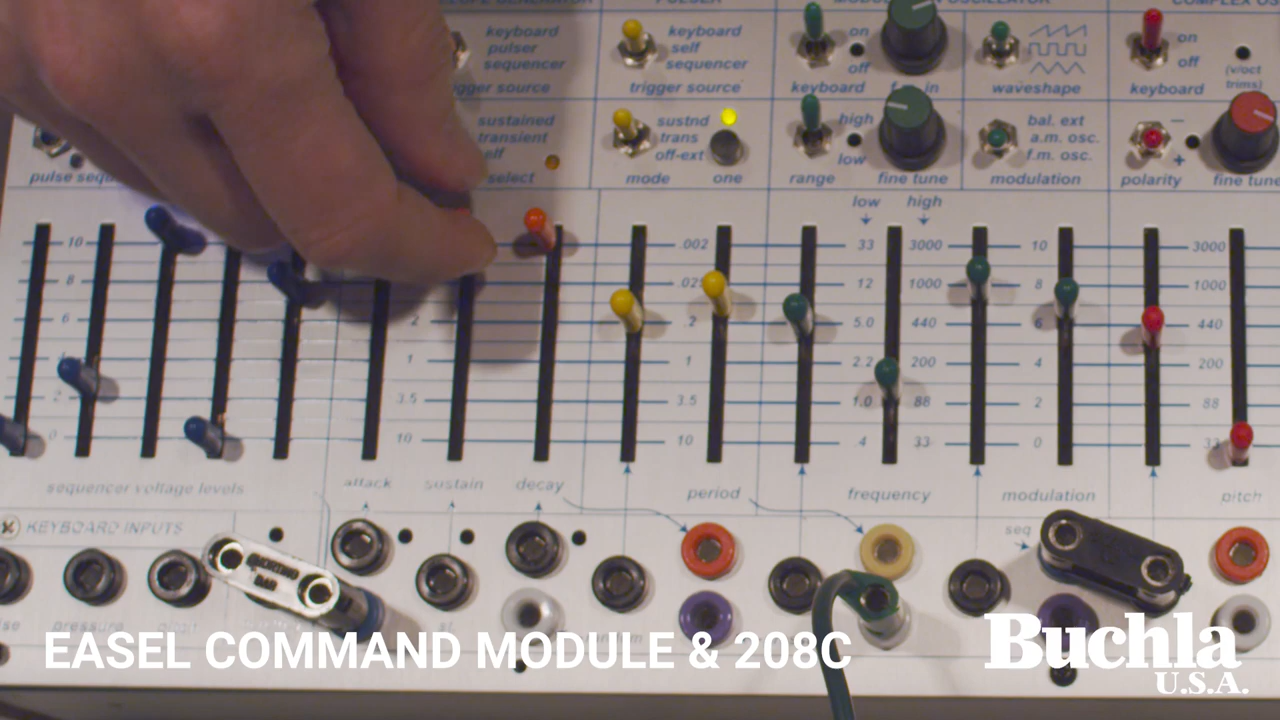 PULSER
COMPLEX OS
keyboard
pulser
sequencer
keyboard
self
sequencer
on
off
on
off
(v/oct
trims)
trigger source
trigger source
keyboard
waveshape
keyboard
sustained
transient
self
sustnd
trans
off-ext
high
low
bal. ext
a.m. osc.
f.m. osc.
−
+
select
mode
one
range
fine tune
modulation
polarity
fine tune
low
high
10
.002
33
3000
10
3000
8
12
1000
8
1000
6
2
.2
5.0
440
6
440
4
1
1
2.2
200
4
200
2
3.5
3.5
1.0
88
2
88
0
10
10
.4
33
0
33
sequencer voltage levels
attack
sustain
decay
period
frequency
modulation
pitch
KEYBOARD INPUTS
seq
pressure
EASEL COMMAND MODULE & 208C
Buchla
U.S.A.